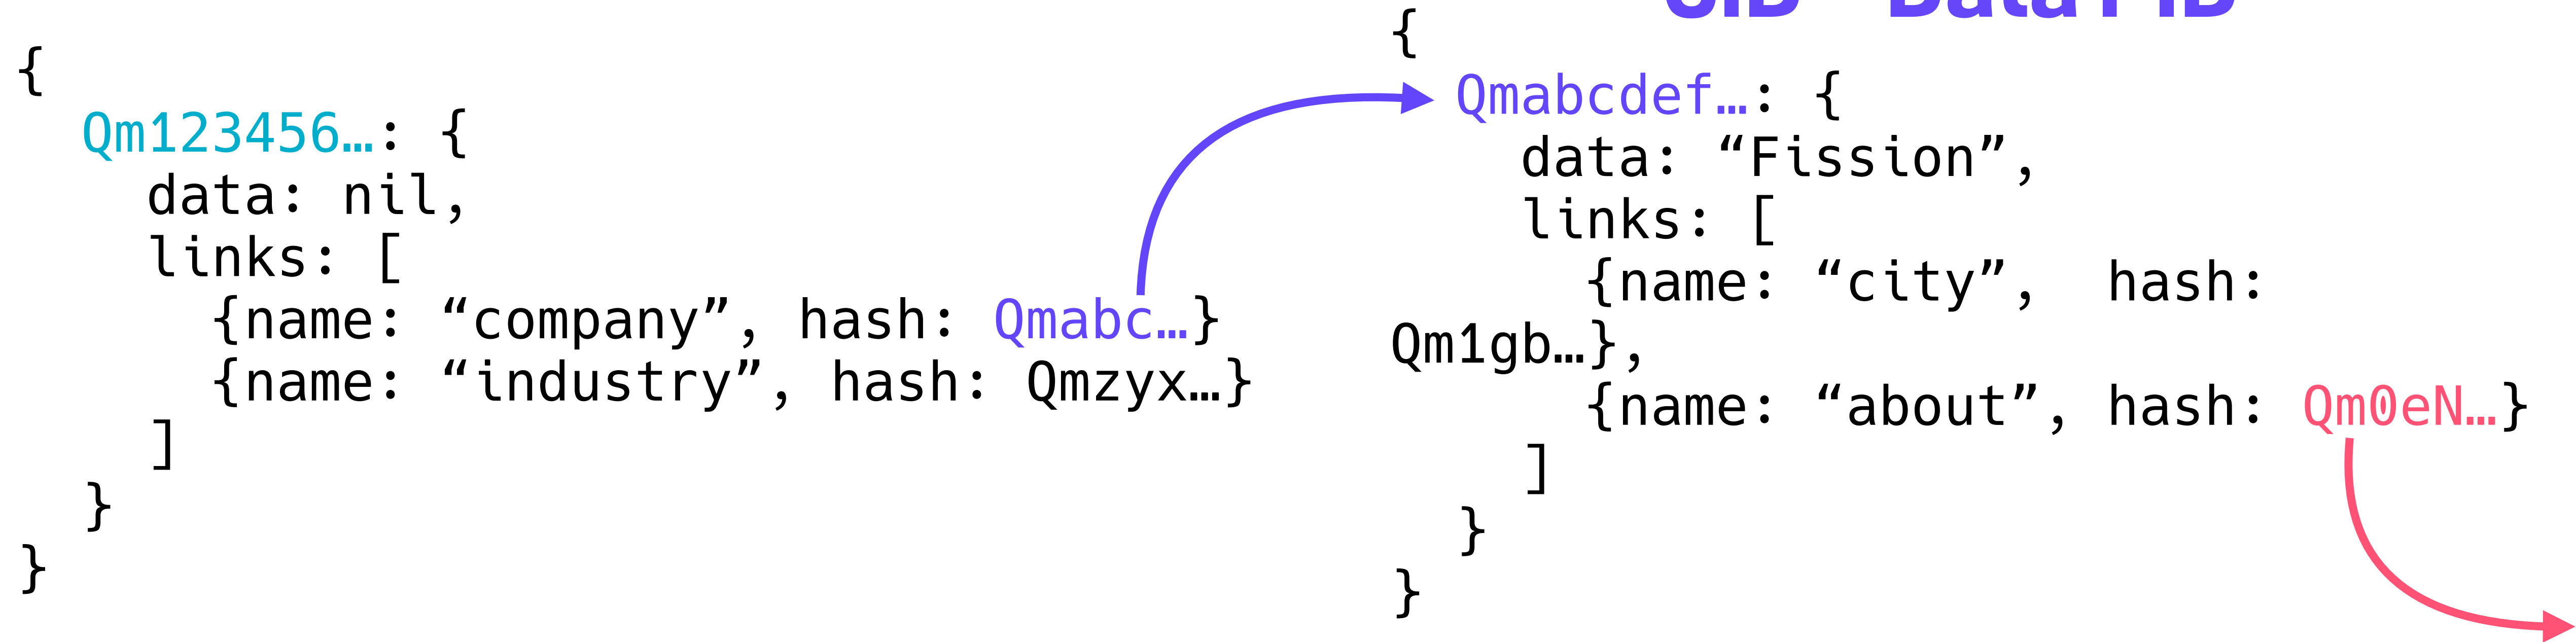 {
  Qm123456…: {
    data: nil,
    links: [
      {name: “company”, hash: Qmabc…}
      {name: “industry”, hash: Qmzyx…}
    ]
  }
}
{
  Qmabcdef…: {
    data: “Fission”,
    links: [
      {name: “city”,  hash:
Qm1gb…},
      {name: “about”, hash: Qm0eN…}
    ]
  }
}